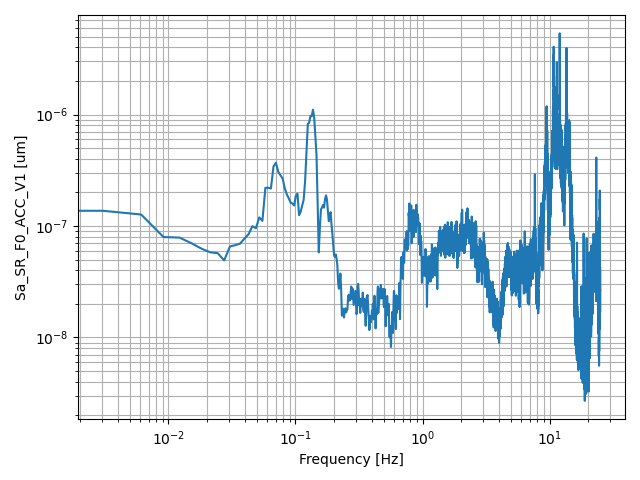 10⁻⁶
10⁻⁷
10⁻⁸
Sa_SR_F0_ACC_V1 [um]
10⁻² 10⁻¹ 10⁰ 10¹
Frequency [Hz]